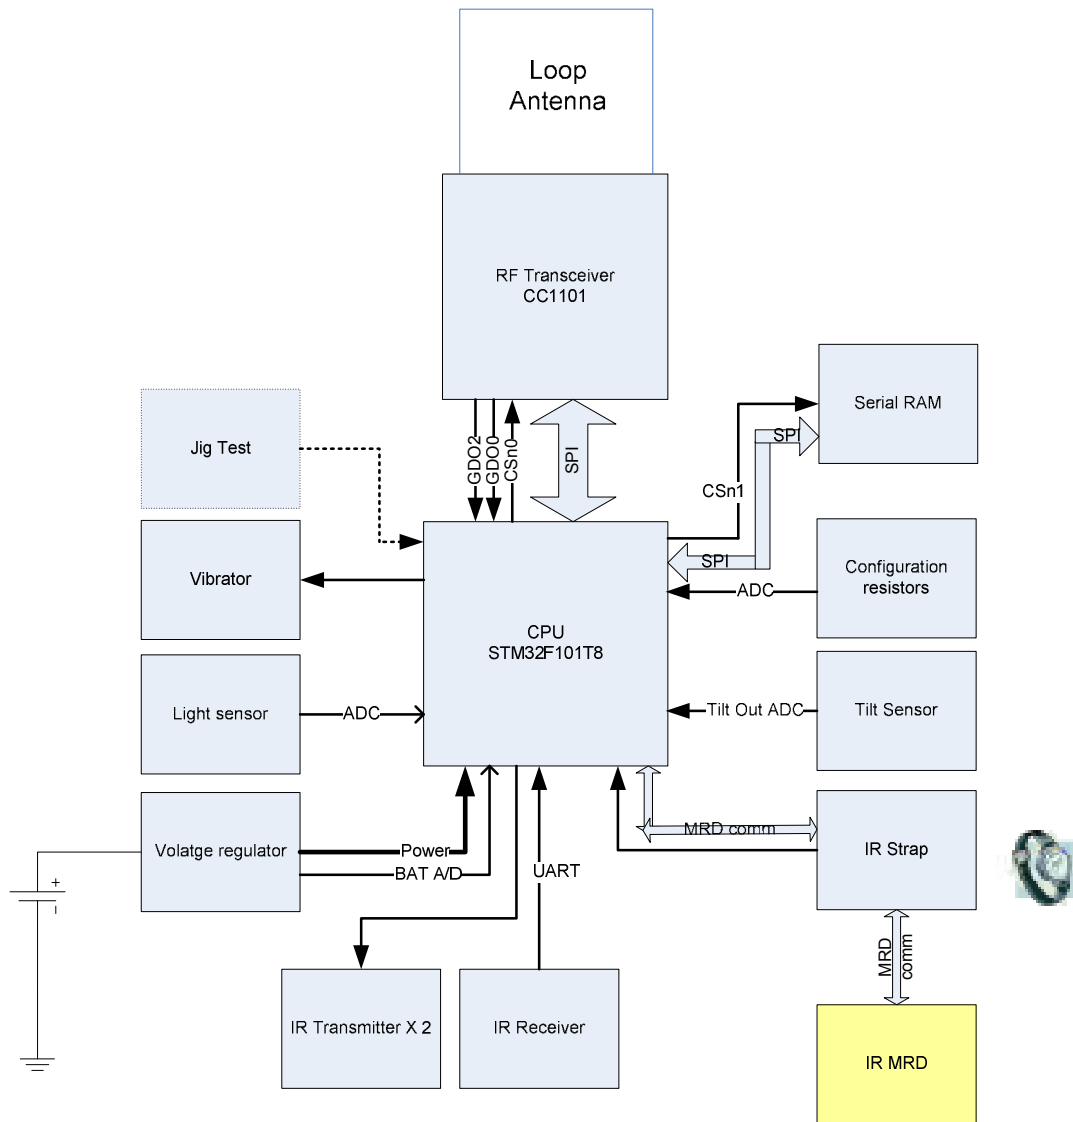 Loop
Antenna
RF Transceiver
CC1101
GDO2
GDO0
CSn0
SPI
Serial RAM
SPI
CSn1
SPI
Jig Test
Vibrator
Configuration
resistors
ADC
CPU
STM32F101T8
Light sensor
ADC
Tilt Out ADC
Tilt Sensor
Volatge regulator
Power
BAT A/D
UART
MRD comm
IR Strap
+
-
MRD
comm
IR Transmitter X 2
IR Receiver
IR MRD